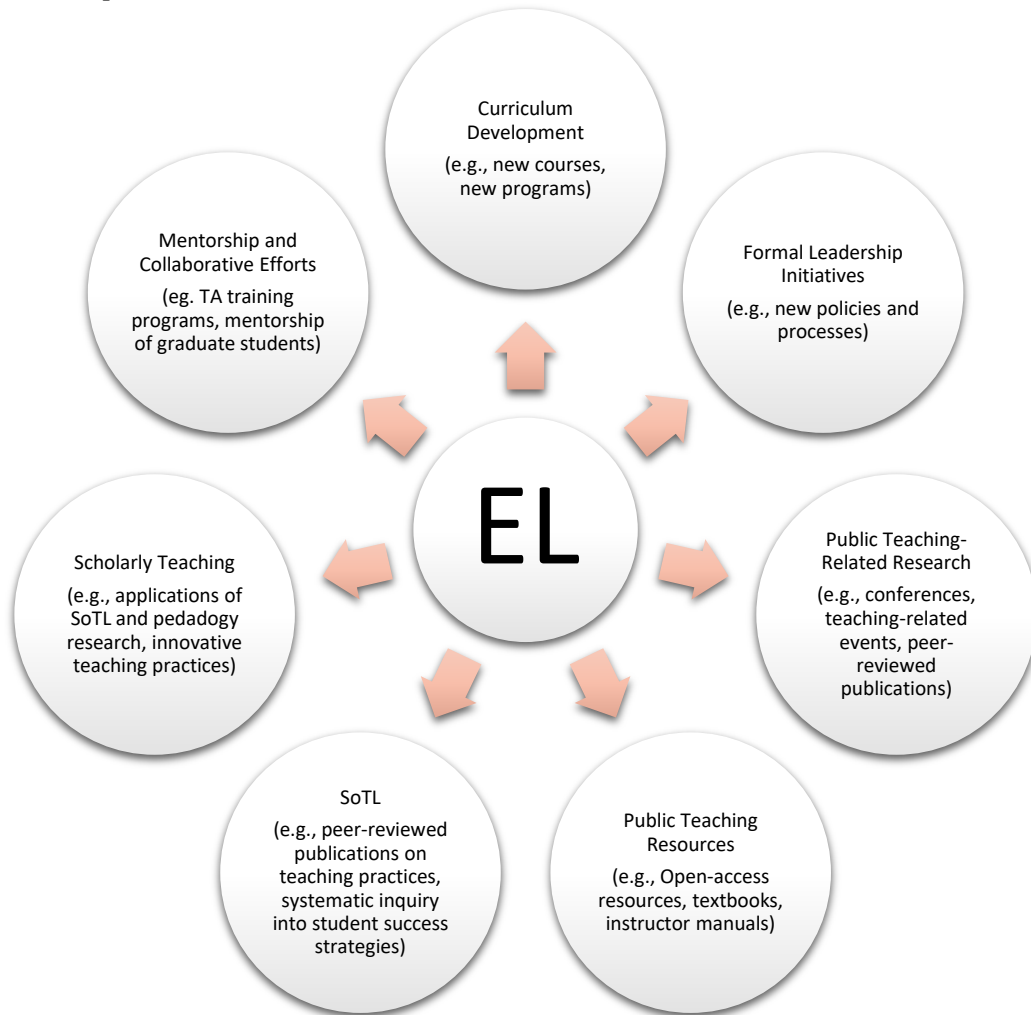 Curriculum
Development
(e.g., new courses,
new programs)
Formal Leadership
Initiatives
(e.g., new policies and
processes)
Public Teaching-
Related Research
(e.g., conferences,
teaching-related
events, peer-
reviewed
publications)
Public Teaching
Resources
(e.g., Open-access
resources, textbooks,
instructor manuals)
SoTL
(e.g., peer-reviewed
publications on
teaching practices,
systematic inquiry
into student success
strategies)
Scholarly Teaching
(e.g., applications of
SoTL and pedadogy
research, innovative
teaching practices)
Mentorship and
Collaborative Efforts
(eg. TA training
programs, mentorship
of graduate students)
EL